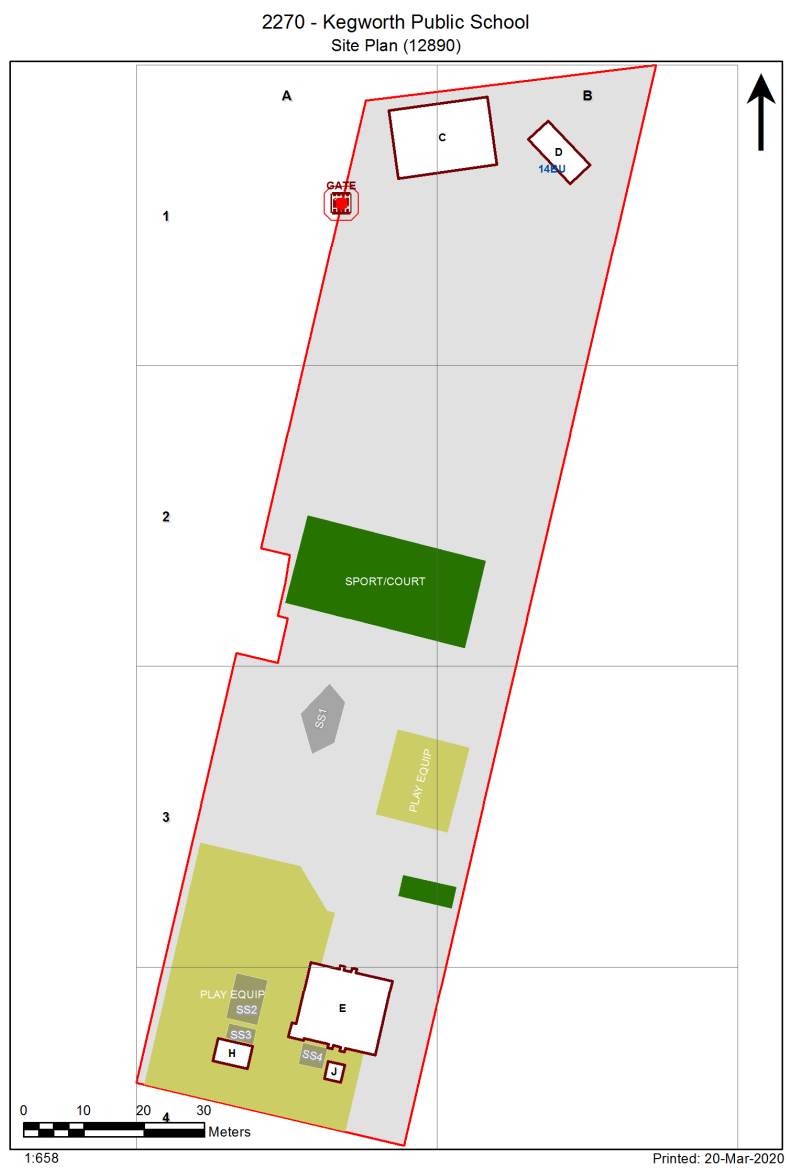 2270 - Kegworth Public School
Site Plan (12890)
A
B
C
D
14BU
GATE
1
2
SPORT/COURT
SS1
PLAY EQUIP
3
PLAY EQUIP
SS2
E
SS3
H
SS4
J
0 10 20 30
4
Meters
1:658
Printed: 20-Mar-2020